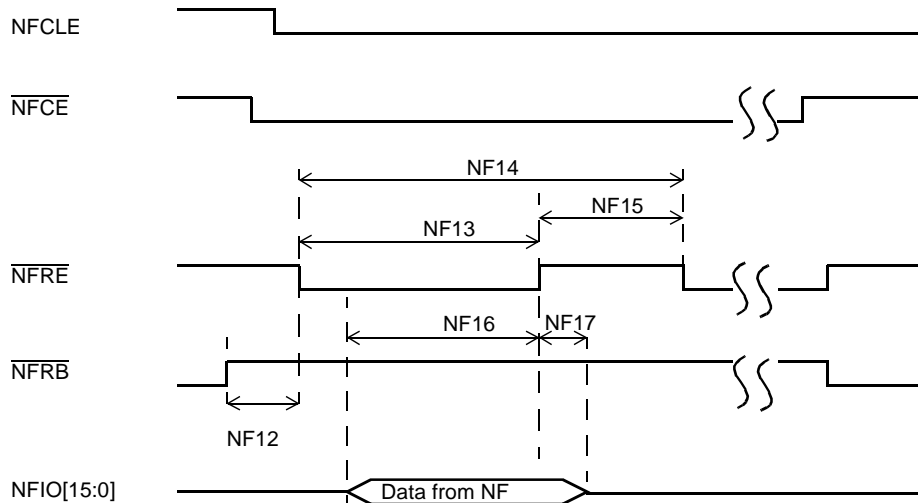 NFCLE
NFCE
NF14
NF15
NF13
NFRE
NF16 NF17
NFRB
NF12
NFIO[15:0] Data from NF